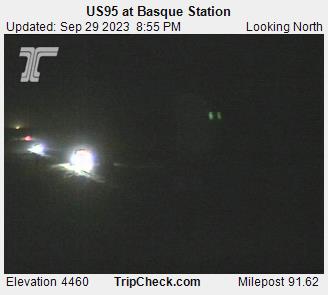 US95 at Basque Station
Updated: Sep 29 2023 8:55 PM Looking North
Elevation 4460 TripCheck.com Milepost 91.62